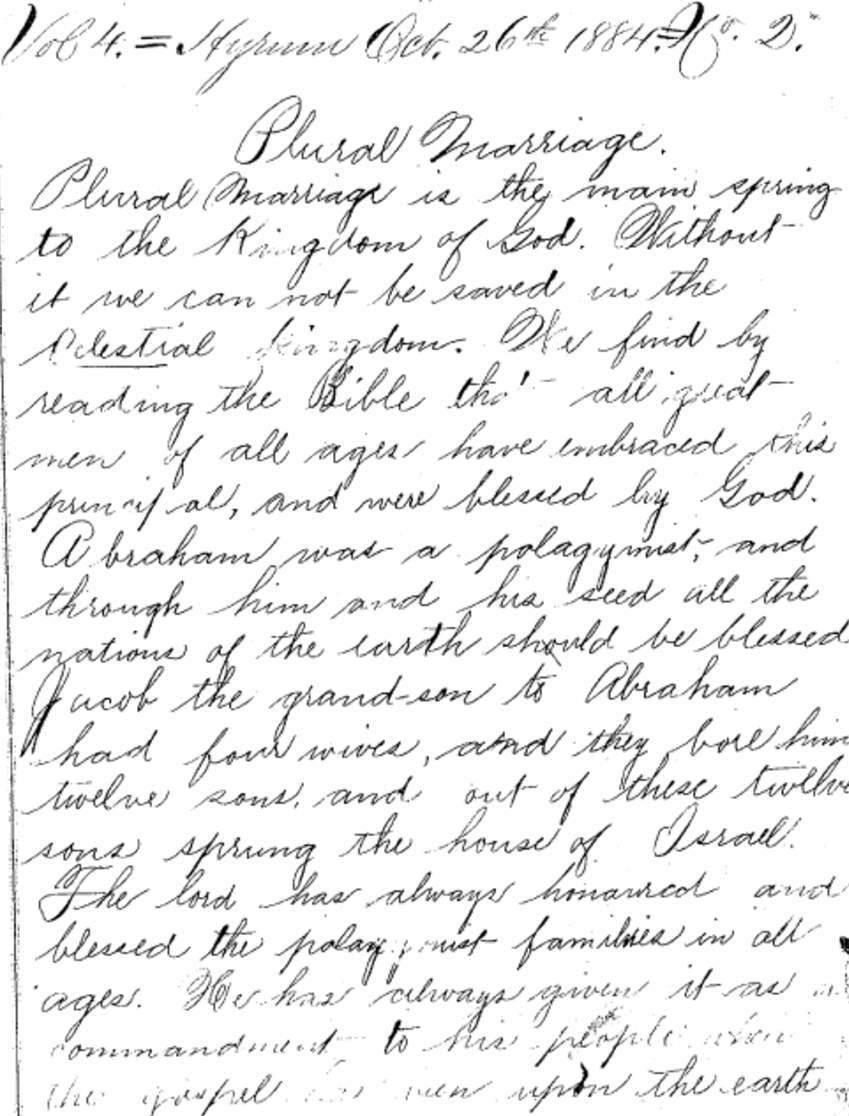 Vol 4. = Hyrum Oct. 26th 1884. = No. 2.
Plural Marriage.
Plural Marriage is the main spring
to the Kingdom of God. Without
it we can not be saved in the
Celestial Kingdom. We find by
reading the Bible tha't all great
men of all ages have embraced this
principal, and were blessed by God.
Abraham was a polagymist, and
through him and his seed all the
nations of the earth should be blessed
Jacob the grand-son to Abraham
had four wives, and they bore him
twelve sons, and out of these twelve
sons sprung the house of Israel.
The lord has always honoured and
blessed the polagymist families in all
ages. He has always given it as a
commandment to his people when
the gospel has been upon the earth